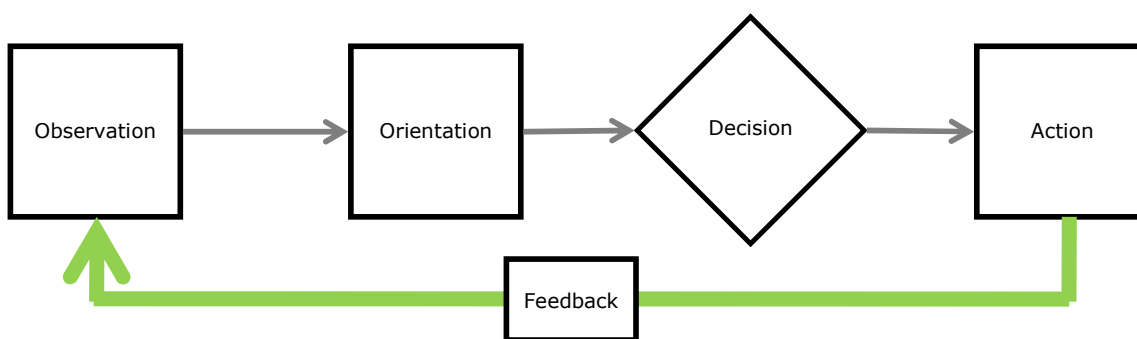 Observation
Orientation
Decision
Action
Feedback